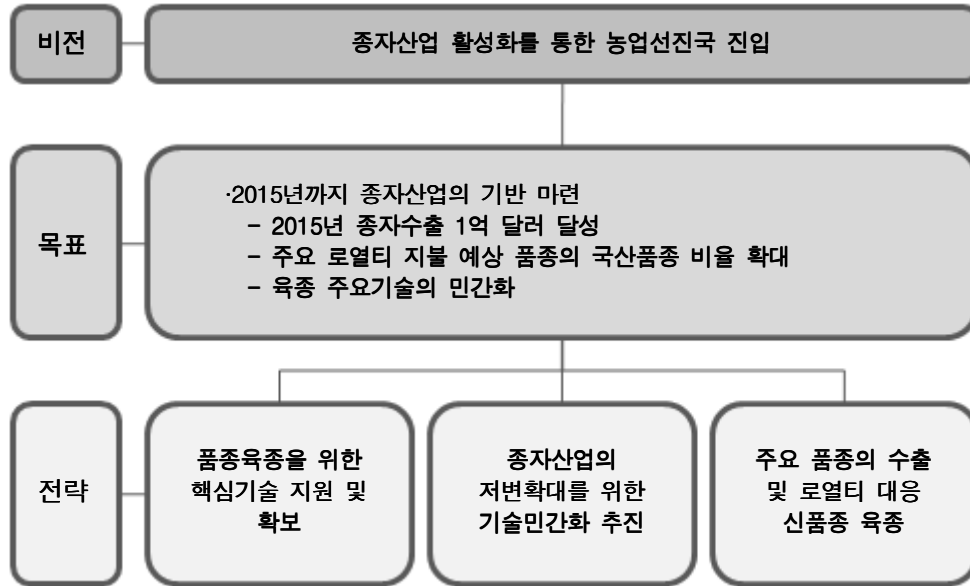 비전
종자산업 활성화를 통한 농업선진국 진입
목표
·2015년까지 종자산업의 기반 마련
– 2015년 종자수출 1억 달러 달성
– 주요 로열티 지불 예상 품종의 국산품종 비율 확대
– 육종 주요기술의 민간화
전략
품종육종을 위한
핵심기술 지원 및
확보
종자산업의
저변확대를 위한
기술민간화 추진
주요 품종의 수출
및 로열티 대응
신품종 육종